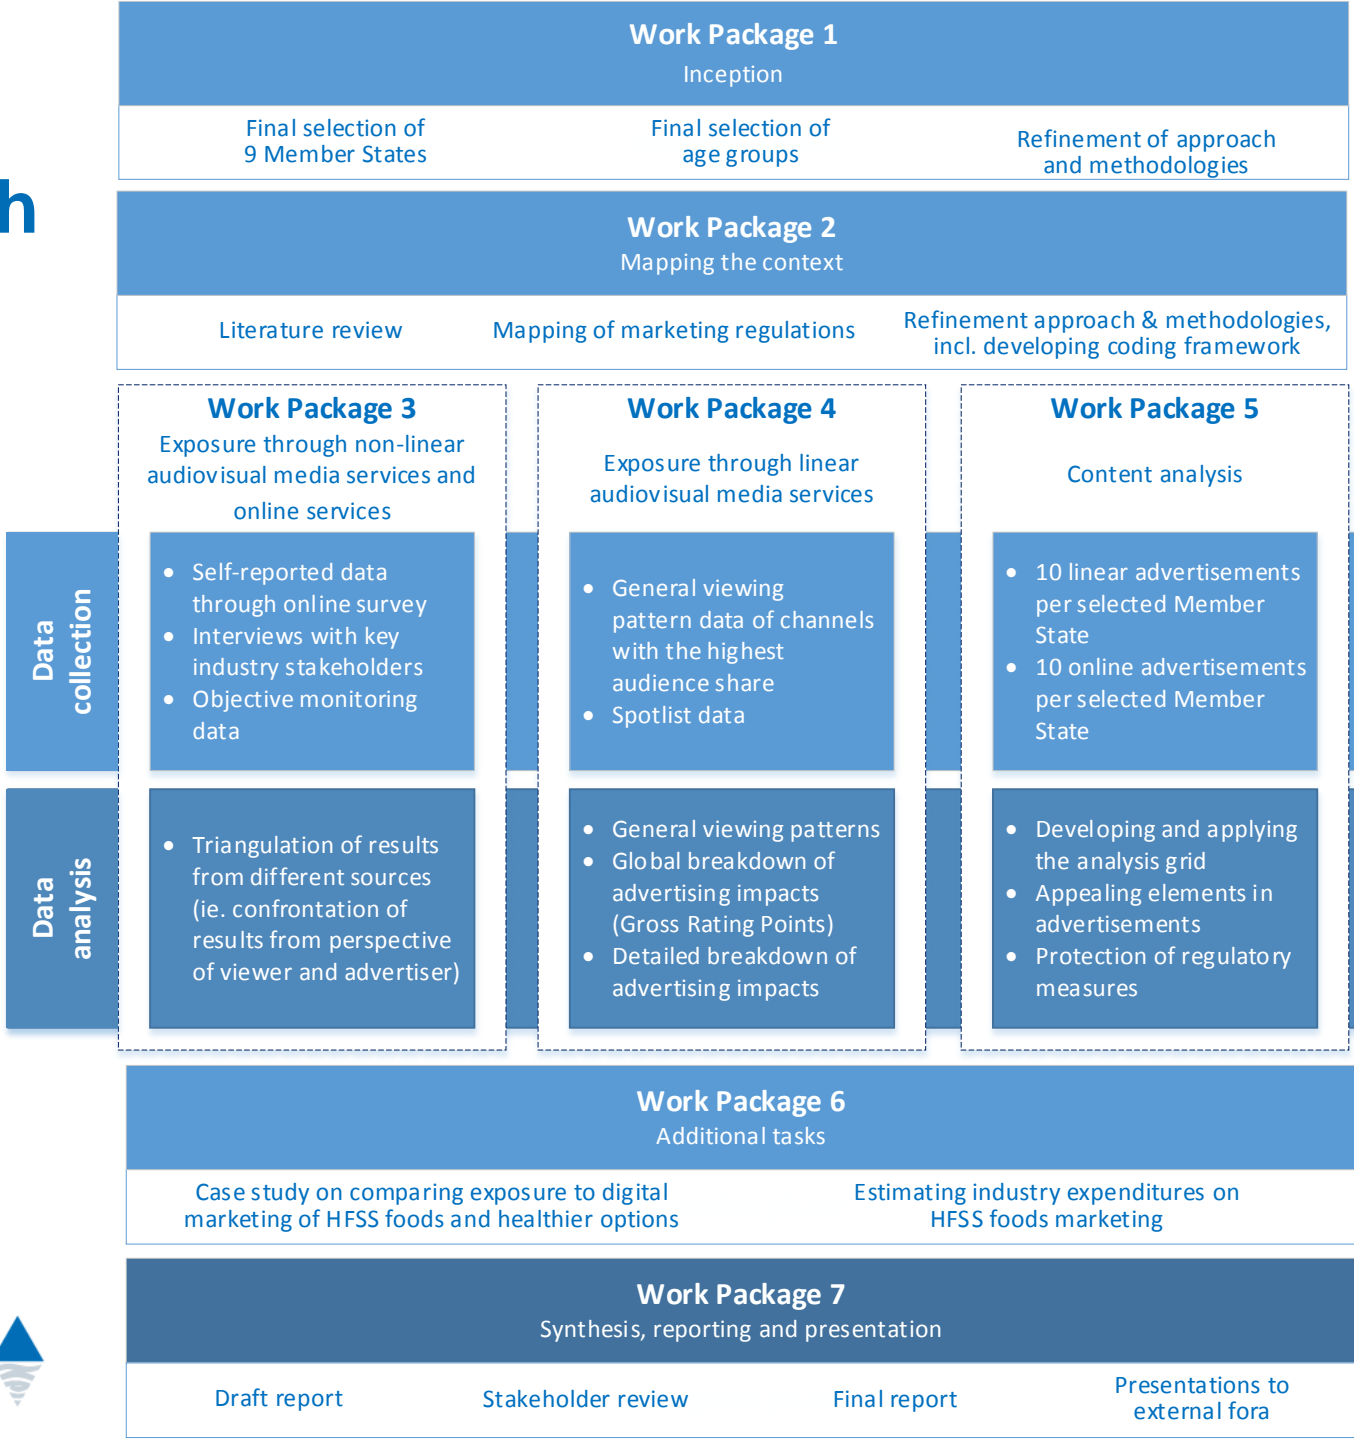 h
Work Package 1
Inception
Final selection of
9 Member States
Final selection of
age groups
Refinement of approach
and methodologies
Work Package 2
Mapping the context
Literature review
Mapping of marketing regulations
Refinement approach & methodologies,
incl. developing coding framework
Work Package 3
Exposure through non-linear
audiovisual media services and
online services
Work Package 4
Exposure through linear
audiovisual media services
Work Package 5
Content analysis
Data
collection
• Self-reported data
through online survey
• Interviews with key
industry stakeholders
• Objective monitoring
data
• General viewing
pattern data of channels
with the highest
audience share
• Spotlist data
• 10 linear advertisements
per selected Member
State
• 10 online advertisements
per selected Member
State
Data
analysis
• Triangulation of results
from different sources
(ie. confrontation of
results from perspective
of viewer and advertiser)
• General viewing patterns
• Global breakdown of
advertising impacts
(Gross Rating Points)
• Detailed breakdown of
advertising impacts
• Developing and applying
the analysis grid
• Appealing elements in
advertisements
• Protection of regulatory
measures
Work Package 6
Additional tasks
Case study on comparing exposure to digital
marketing of HFSS foods and healthier options
Estimating industry expenditures on
HFSS foods marketing
Work Package 7
Synthesis, reporting and presentation
Draft report
Stakeholder review
Final report
Presentations to
external fora